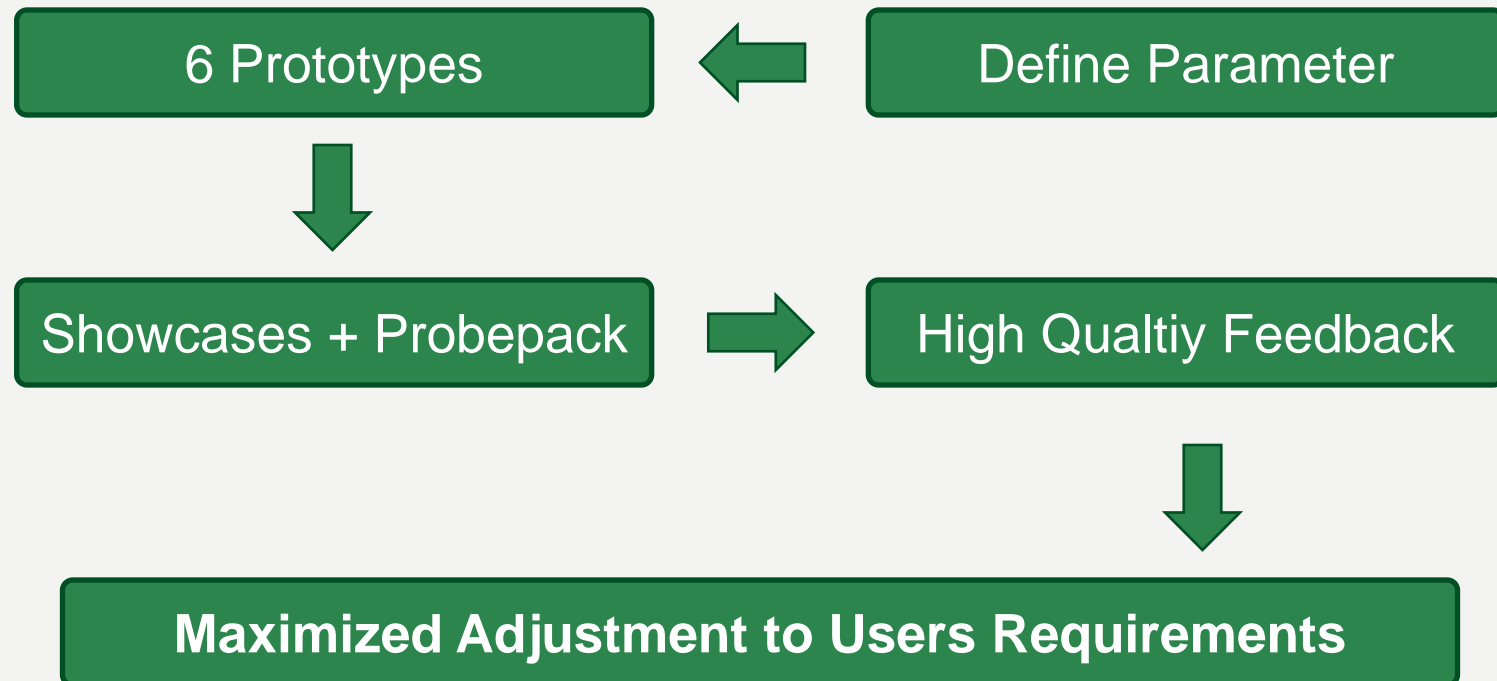 6 Prototypes
Define Parameter
Showcases + Probepack
High Qualtiy Feedback
Maximized Adjustment to Users Requirements